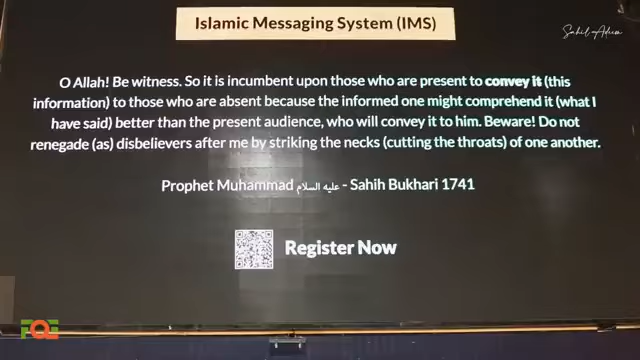 Islamic Messaging System (IMS)
Sahil Adeem
O Allah! Be witness. So it is incumbent upon those who are present to convey it (this
information) to those who are absent because the informed one might comprehend it (what I
have said) better than the present audience, who will convey it to him. Beware! Do not
renegade (as) disbelievers after me by striking the necks (cutting the throats) of one another.
Prophet Muhammad عليه السلام - Sahih Bukhari 1741
Register Now